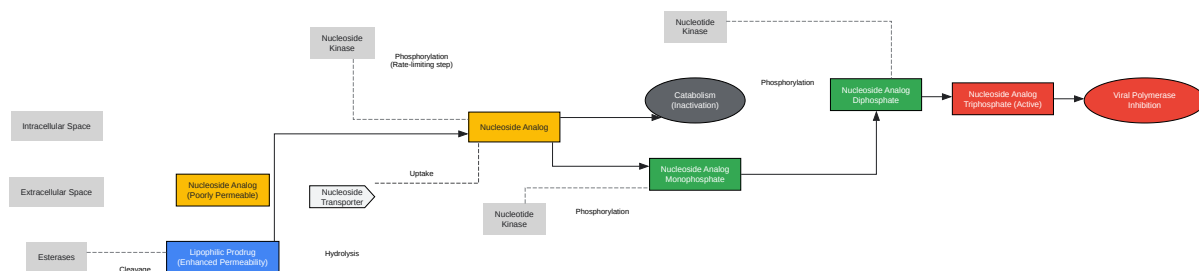 Nucleoside
Kinase
Phosphorylation
(Rate-limiting step)
Nucleotide
Kinase
Phosphorylation
Catabolism
(Inactivation)
Nucleoside Analog
Diphosphate
Nucleoside Analog
Triphosphate (Active)
Viral Polymerase
Inhibition
Intracellular Space
Nucleoside Analog
Extracellular Space
Nucleoside Analog
(Poorly Permeable)
Nucleoside
Transporter
Uptake
Nucleoside Analog
Monophosphate
Nucleotide
Kinase
Phosphorylation
Esterases
Cleavage
Lipophilic Prodrug
(Enhanced Permeability)
Hydrolysis